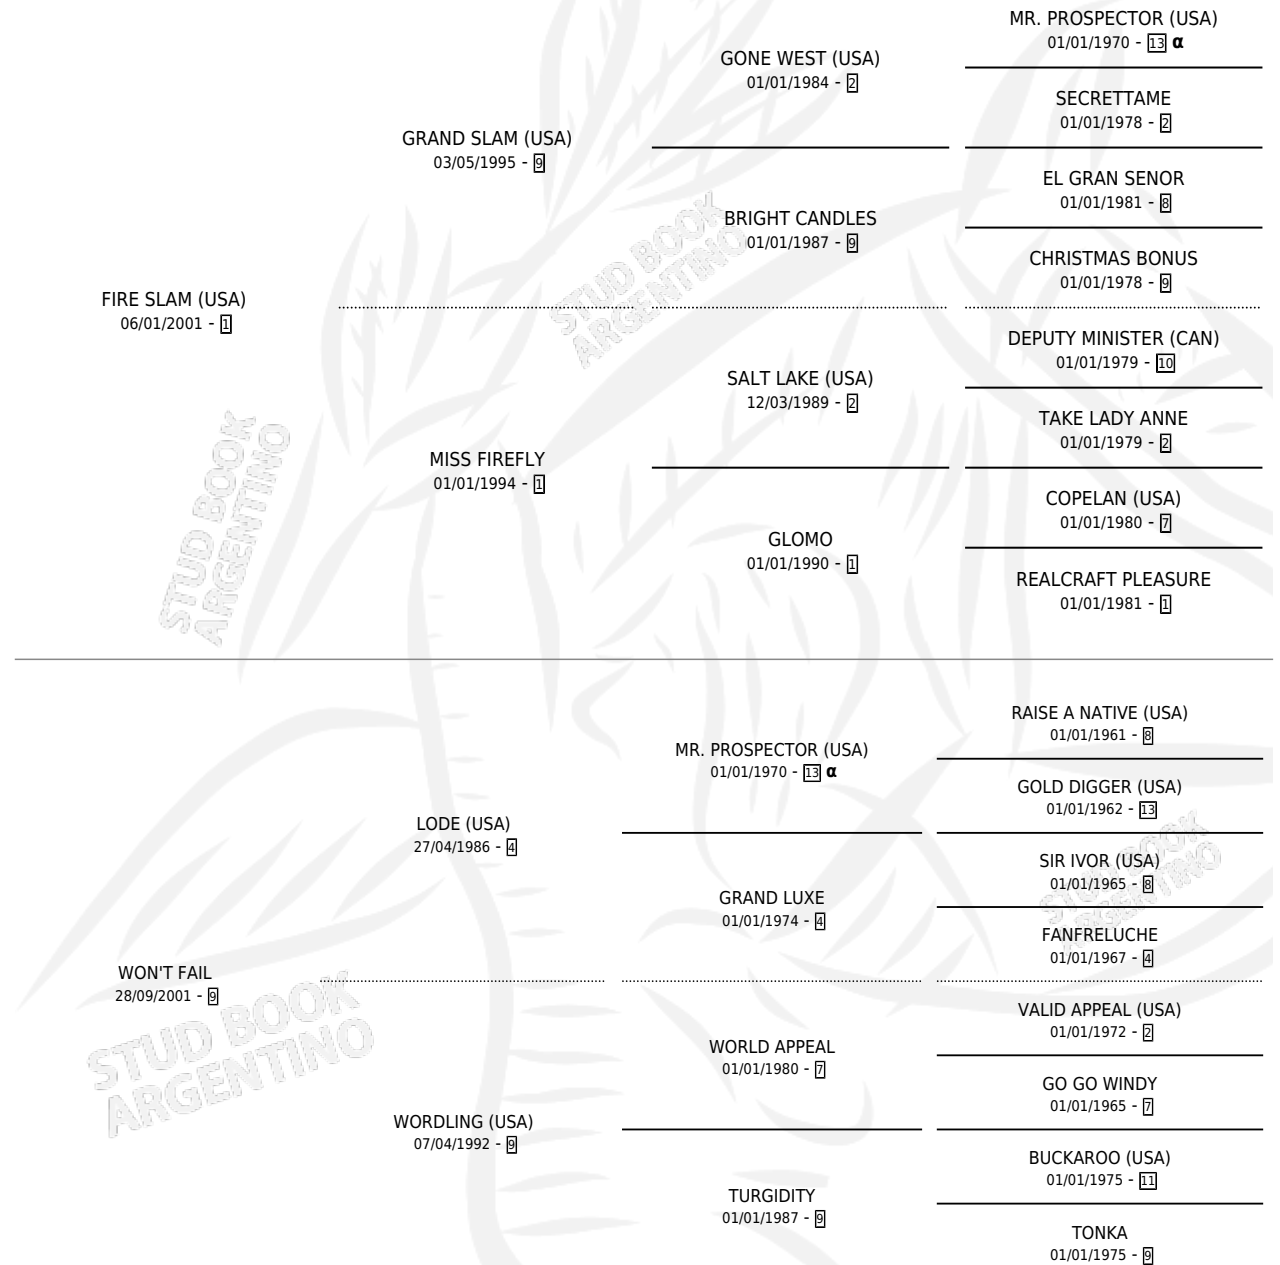 MR. PROSPECTOR (USA)
01/01/1970 - 13 α
GONE WEST (USA)
01/01/1984 - 2
SECRETTAME
01/01/1978 - 2
GRAND SLAM (USA)
03/05/1995 - 9
EL GRAN SENOR
01/01/1981 - 8
BRIGHT CANDLES
01/01/1987 - 9
CHRISTMAS BONUS
01/01/1978 - 9
FIRE SLAM (USA)
06/01/2001 - 1
DEPUTY MINISTER (CAN)
01/01/1979 - 10
SALT LAKE (USA)
12/03/1989 - 2
TAKE LADY ANNE
01/01/1979 - 2
MISS FIREFLY
01/01/1994 - 1
COPELAN (USA)
01/01/1980 - 7
GLOMO
01/01/1990 - 1
REALCRAFT PLEASURE
01/01/1981 - 1
RAISE A NATIVE (USA)
01/01/1961 - 8
MR. PROSPECTOR (USA)
01/01/1970 - 13 α
GOLD DIGGER (USA)
01/01/1962 - 13
LODE (USA)
27/04/1986 - 4
SIR IVOR (USA)
01/01/1965 - 8
GRAND LUXE
01/01/1974 - 4
FANFRELUCHE
01/01/1967 - 4
WON'T FAIL
28/09/2001 - 9
VALID APPEAL (USA)
01/01/1972 - 2
WORLD APPEAL
01/01/1980 - 7
GO GO WINDY
01/01/1965 - 7
WORDLING (USA)
07/04/1992 - 9
BUCKAROO (USA)
01/01/1975 - 11
TURGIDITY
01/01/1987 - 9
TONKA
01/01/1975 - 9
STUD BOOK
ARGENTINO
STUD BOOK
ARGENTINO
STUD BOOK
ARGENTINO
STUD BOOK
ARGENTINO